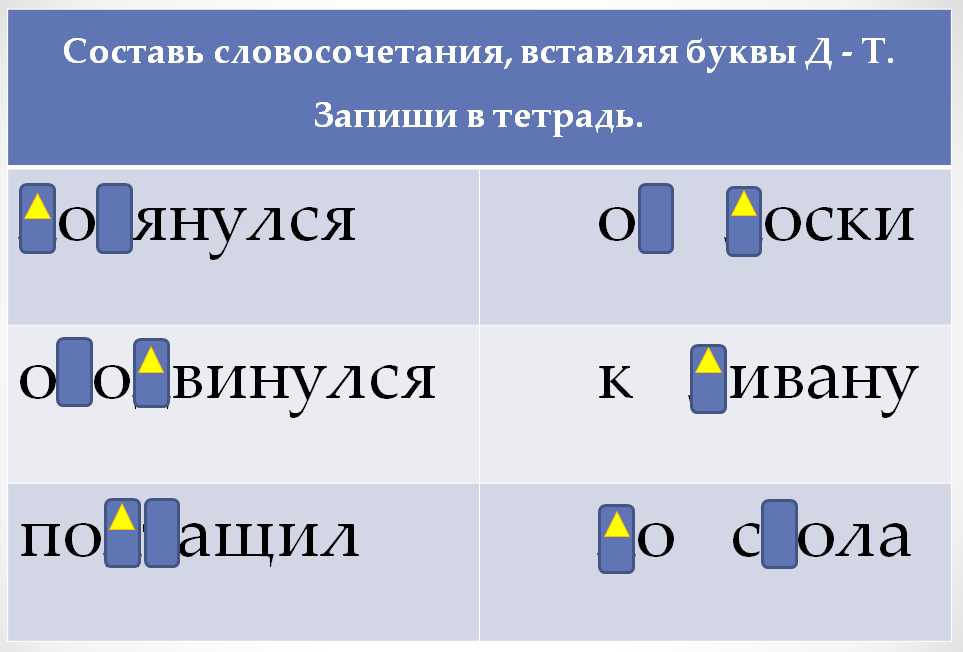 Составь словосочетания, вставляя буквы Д - Т.
Запиши в тетрадь.
о янулся о оски
о о винулся к ивану
по ащил о с ола